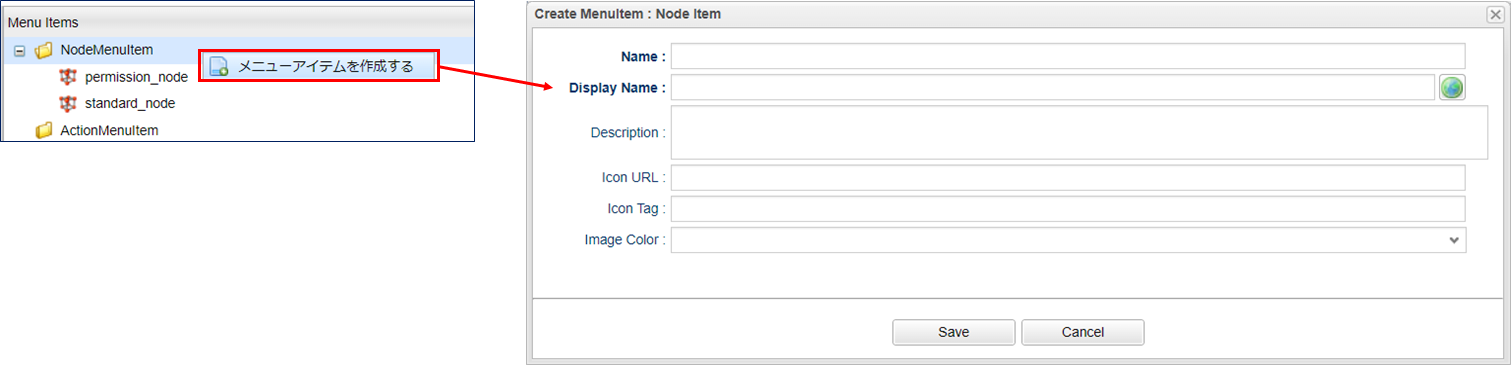 Menu Items
NodeMenuItem
メニューアイテムを作成する
permission_node
standard_node
ActionMenuItem
Create MenuItem : Node Item
Name :
Display Name :
Description :
Icon URL :
Icon Tag :
Image Color :
Save
Cancel